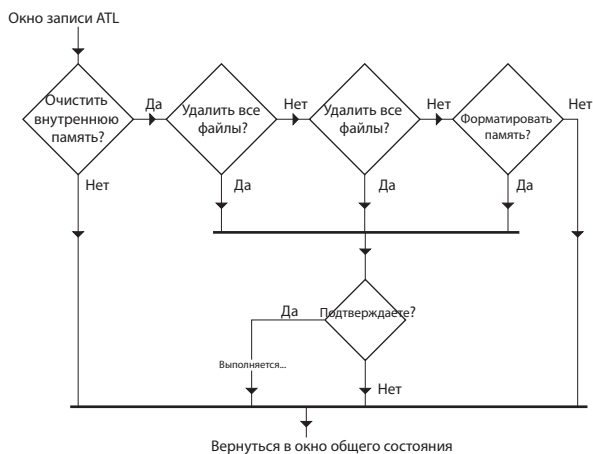 Окно записи ATL
Очистить
внутреннюю
память?
Да
Удалить все
файлы?
Нет
Удалить все
файлы?
Нет
Форматировать
память?
Нет
Нет
Да
Да
Да
Да
Подтверждаете?
Выполняется...
Нет
Вернуться в окно общего состояния